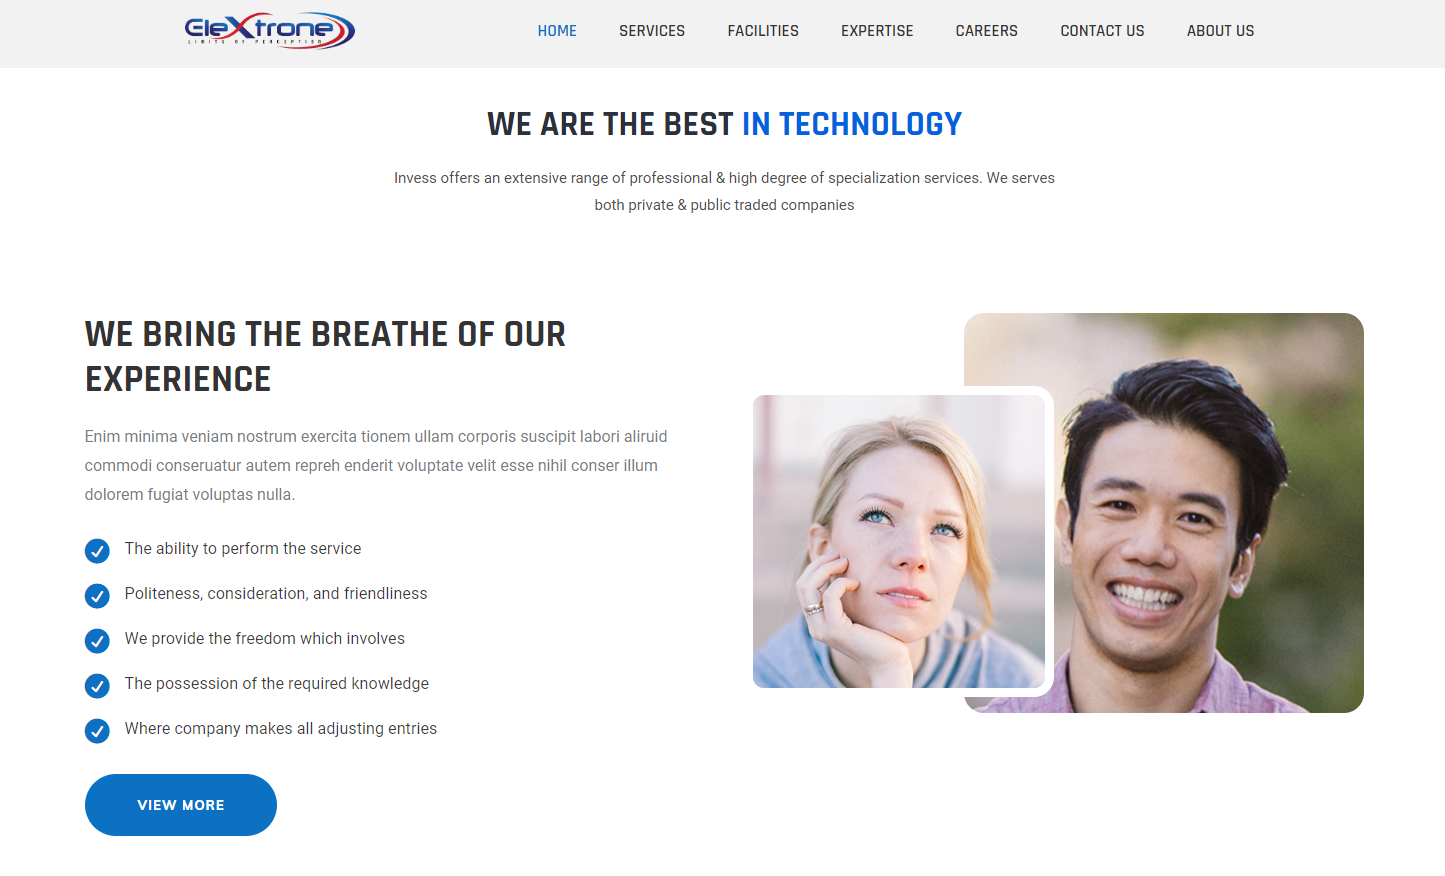 EleXtrone
LIMITS OF PERCEPTION
HOME SERVICES FACILITIES EXPERTISE CAREERS CONTACT US ABOUT US
WE ARE THE BEST IN TECHNOLOGY
Invess offers an extensive range of professional & high degree of specialization services. We serves
both private & public traded companies
WE BRING THE BREATHE OF OUR
EXPERIENCE
Enim minima veniam nostrum exercita tionem ullam corporis suscipit labori aliruid
commodi conseruatur autem repreh enderit voluptate velit esse nihil conser illum
dolorem fugiat voluptas nulla.
The ability to perform the service
Politeness, consideration, and friendliness
We provide the freedom which involves
The possession of the required knowledge
Where company makes all adjusting entries
VIEW MORE